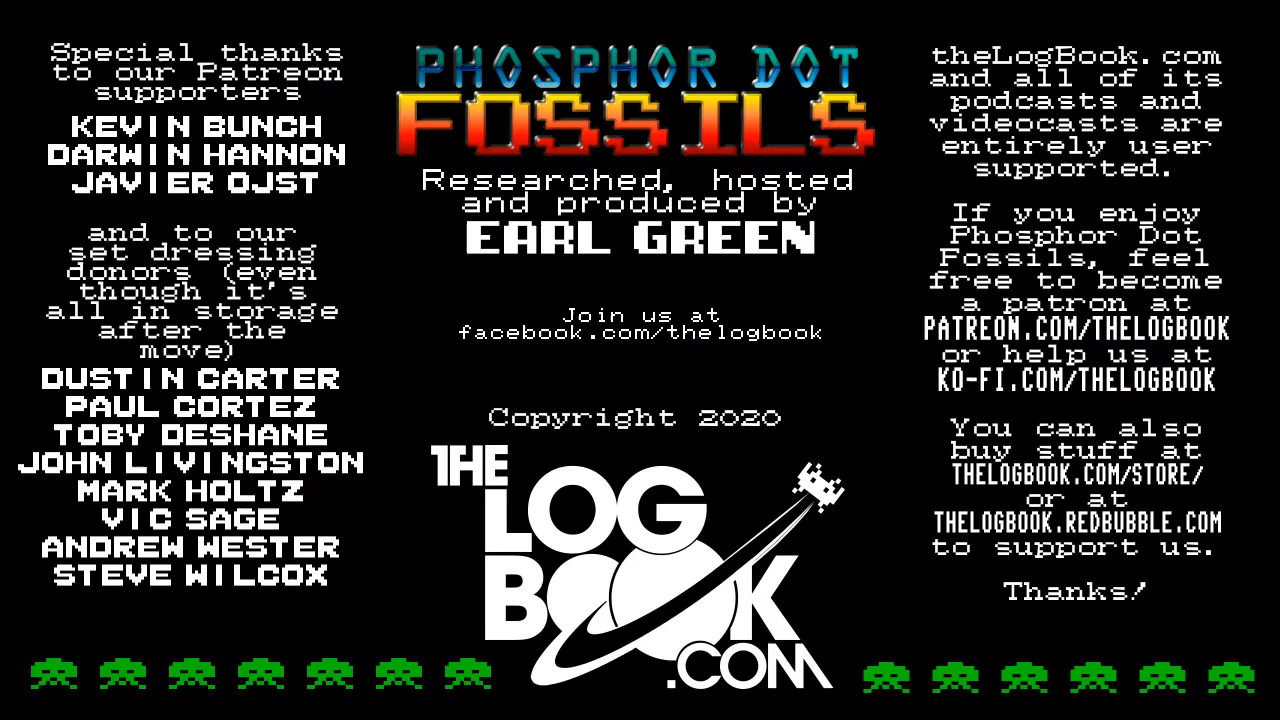 Special thanks
to our Patreon
supporters
KEVIN BUNCH
DARWIN HANNON
JAVIER OJST
and to our
set dressing
donors (even
though it's
all in storage
after the
move)
DUSTIN CARTER
PAUL CORTEZ
TOBY DESHANE
JOHN LIVINGSTON
MARK HOLTZ
VIC SAGE
ANDREW WESTER
STEVE WILCOX
PHOSPHOR DOT
FOSSILS
Researched, hosted
and produced by
EARL GREEN
Join us at
facebook.com/thelogbook
Copyright 2020
THE
LOG
BOOK
.COM
theLogBook.com
and all of its
podcasts and
videocasts are
entirely user
supported.
If you enjoy
Phosphor Dot
Fossils, feel
free to become
a patron at
PATREON.COM/THELOGBOOK
or help us at
KO-FI.COM/THELOGBOOK
You can also
buy stuff at
THELOGBOOK.COM/STORE/
or at
THELOGBOOK.REDBUBBLE.COM
to support us.
Thanks!